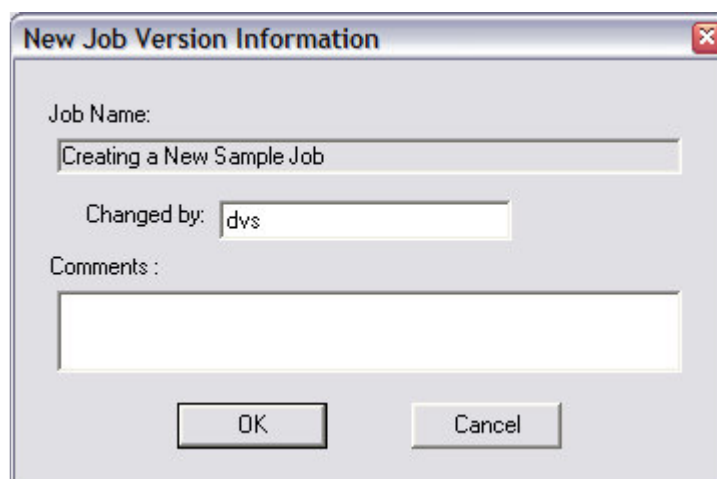 New Job Version Information
Job Name:
Creating a New Sample Job
Changed by: dvs
Comments :
OK Cancel